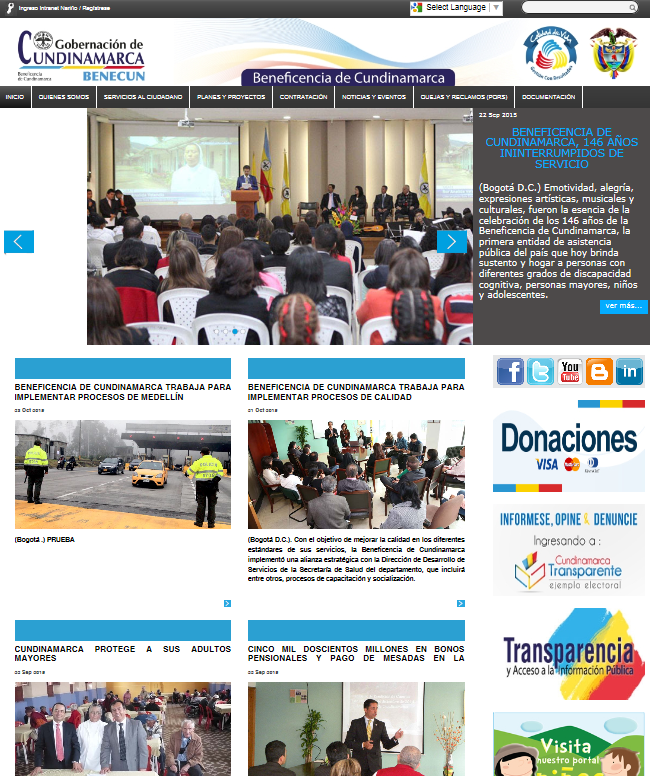 Ingreso Intranet Nariño / Regístrese
Select Language ▼
Gobernación de
CUNDINAMARCA
Beneficencia
de Cundinamarca
BENECUN
Beneficencia de Cundinamarca
Calidad de Vida
INICIO
QUIENES SOMOS
SERVICIOS AL CIUDADANO
PLANES Y PROYECTOS
CONTRATACIÓN
NOTICIAS Y EVENTOS
QUEJAS Y RECLAMOS (PQRS)
DOCUMENTACIÓN
22 Sep 2015
BENEFICENCIA DE
CUNDINAMARCA, 146 AÑOS
ININTERRUMPIDOS DE
SERVICIO
(Bogotá D.C.) Emotividad, alegría,
expresiones artísticas, musicales y
culturales, fueron la esencia de la
celebración de los 146 años de la
Beneficencia de Cundinamarca, la
primera entidad de asistencia
pública del país que hoy brinda
sustento y hogar a personas con
diferentes grados de discapacidad
cognitiva, personas mayores, niños
y adolescentes.
ver más...
BENEFICENCIA DE CUNDINAMARCA TRABAJA PARA
IMPLEMENTAR PROCESOS DE MEDELLÍN
(Bogotá .) PRUEBA
BENEFICENCIA DE CUNDINAMARCA TRABAJA PARA
IMPLEMENTAR PROCESOS DE CALIDAD
(Bogotá D.C.). Con el objetivo de mejorar la calidad en los diferentes
estándares de sus servicios, la Beneficencia de Cundinamarca
implementó una alianza estratégica con la Dirección de Desarrollo de
Servicios de la Secretaría de Salud del departamento, que incluirá
entre otros, procesos de capacitación y socialización.
CUNDINAMARCA PROTEGE A SUS ADULTOS
MAYORES
22 Sep 2015
CINCO MIL DOSCIENTOS MILLONES EN BONOS
PENSIONALES Y PAGO DE MESADAS EN LA
22 Sep 2015
You
Tube
in
Donaciones
VISA
INFORMESE, OPINE & DENUNCIE
Ingresando a :
Cundinamarca
Transparente
ejemplo electoral
Transparencia
y Acceso a la Información Pública
Visita
nuestro portal